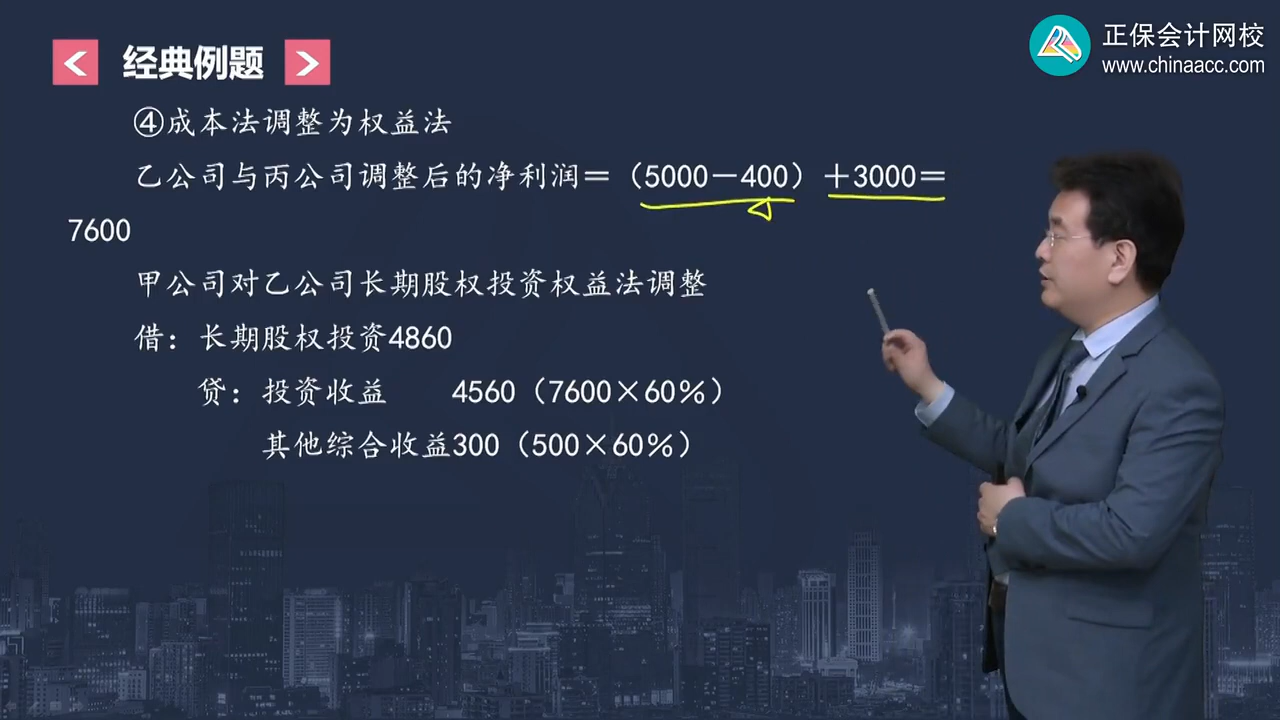 正保会计网校
www.chinaacc.com
经典例题
④成本法调整为权益法
乙公司与丙公司调整后的净利润＝（5000－400）＋3000＝
7600
甲公司对乙公司长期股权投资权益法调整
借：长期股权投资4860
贷：投资收益 4560（7600×60％）
其他综合收益300（500×60％）